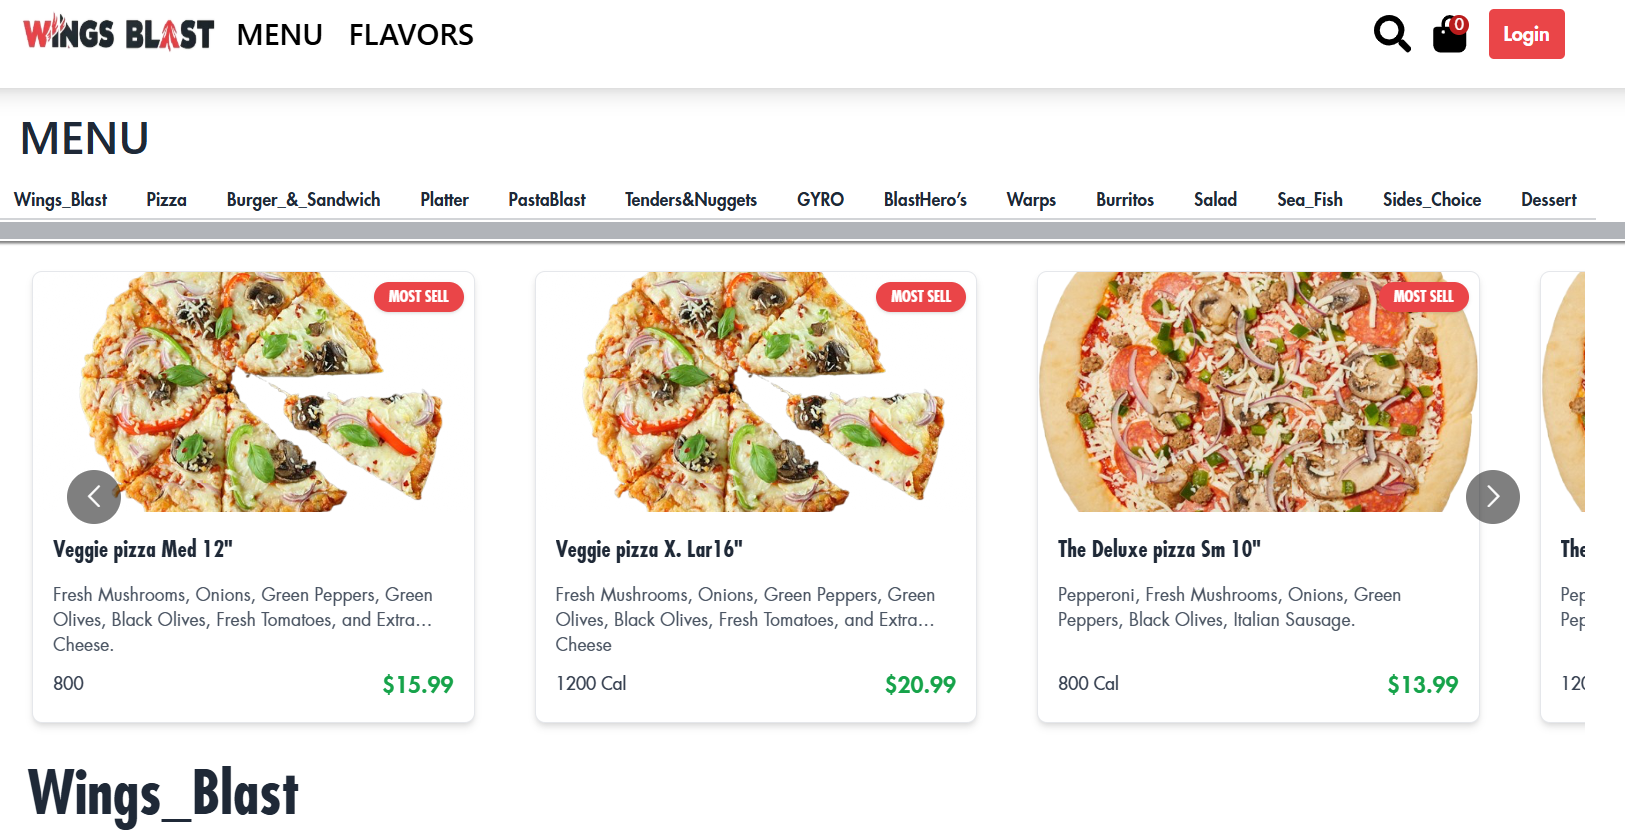 WINGS BLAST MENU FLAVORS 0 Login
MENU
Wings_Blast Pizza Burger_&_Sandwich Platter PastaBlast Tenders&Nuggets GYRO BlastHero’s Warps Burritos Salad Sea_Fish Sides_Choice Dessert
MOST SELL MOST SELL MOST SELL
Veggie pizza Med 12"
Fresh Mushrooms, Onions, Green Peppers, Green
Olives, Black Olives, Fresh Tomatoes, and Extra...
Cheese.
800 $15.99
Veggie pizza X. Lar16"
Fresh Mushrooms, Onions, Green Peppers, Green
Olives, Black Olives, Fresh Tomatoes, and Extra...
Cheese
1200 Cal $20.99
The Deluxe pizza Sm 10"
Pepperoni, Fresh Mushrooms, Onions, Green
Peppers, Black Olives, Italian Sausage.
800 Cal $13.99
The
Wings_Blast